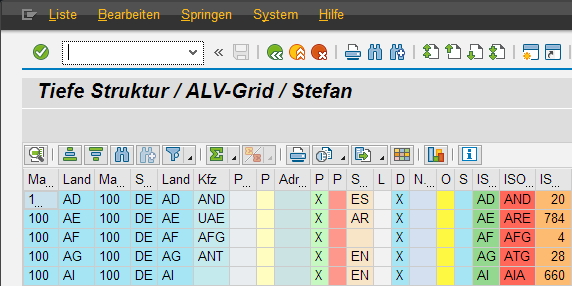 Liste Bearbeiten Springen System Hilfe
Tiefe Struktur / ALV-Grid / Stefan
Ma... Land Ma... S... Land Kfz P... P Adr... P P S... L D N... O S IS... ISO... IS...
1... AD 100 DE AD AND X ES X AD AND 20
100 AE 100 DE AE UAE X AR X AE ARE 784
100 AF 100 DE AF AFG X X AF AFG 4
100 AG 100 DE AG ANT X EN X AG ATG 28
100 AI 100 DE AI X EN X AI AIA 660